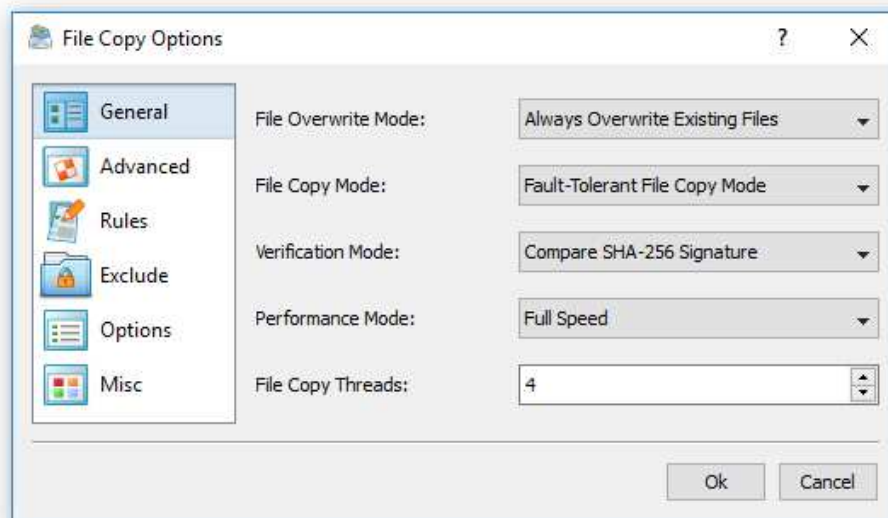 File Copy Options ?
General
Advanced
Rules
Exclude
Options
Misc
File Overwrite Mode: Always Overwrite Existing Files
File Copy Mode: Fault-Tolerant File Copy Mode
Verification Mode: Compare SHA-256 Signature
Performance Mode: Full Speed
File Copy Threads: 4
Ok Cancel